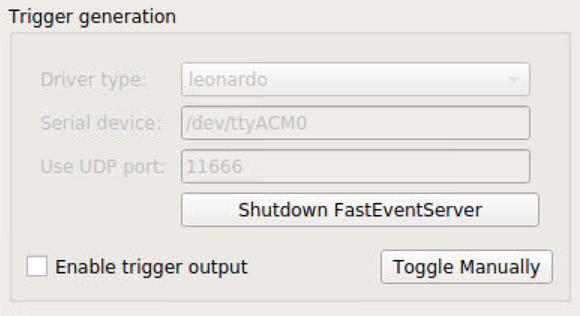 Trigger generation
Driver type: leonardo
Serial device: /dev/ttyACM0
Use UDP port: 11666
Shutdown FastEventServer
Enable trigger output Toggle Manually